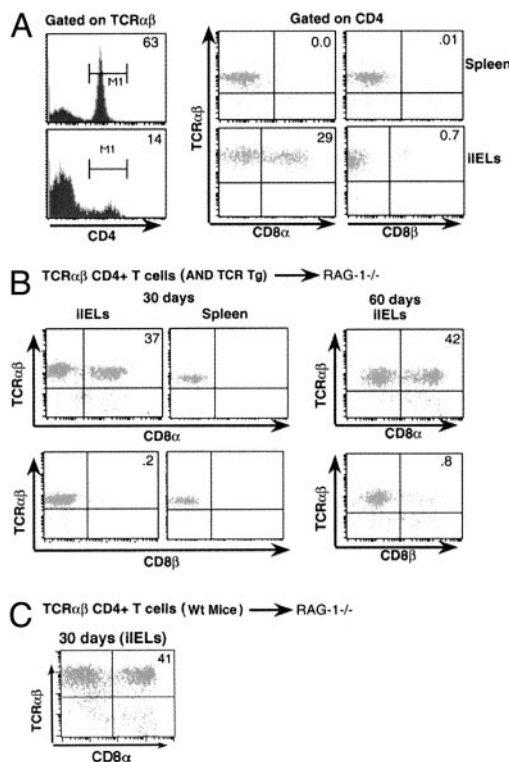 A
Gated on TCRαβ
63
M1
14
M1
CD4
Gated on CD4
TCRαβ
0.0
.01
Spleen
29
0.7
iIELs
CD8α
CD8β
B
TCRαβ CD4+ T cells (AND TCR Tg) → RAG-1-/-
30 days
iIELs
Spleen
60 days
iIELs
TCRαβ
37
CD8α
TCRαβ
42
CD8α
TCRαβ
.2
CD8β
TCRαβ
.8
CD8β
C
TCRαβ CD4+ T cells (Wt Mice) → RAG-1-/-
30 days (iIELs)
TCRαβ
41
CD8α